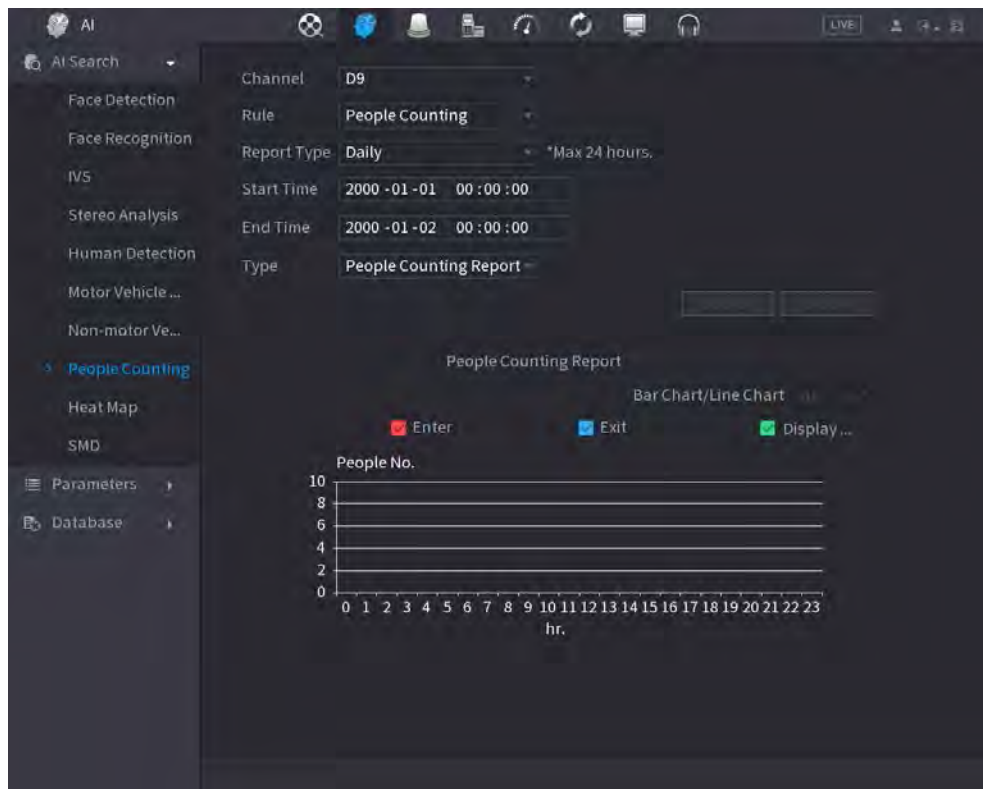 AI
LIVE
AI Search
Face Detection
Face Recognition
IVS
Stereo Analysis
Human Detection
Motor Vehicle ...
Non-motor Ve...
People Counting
Heat Map
SMD
Parameters
Database
Channel D9
Rule People Counting
Report Type Daily *Max 24 hours.
Start Time 2000 -01 -01 00 :00 :00
End Time 2000 -01 -02 00 :00 :00
Type People Counting Report
People Counting Report
Bar Chart/Line Chart
Enter Exit Display ...
People No.
10
8
6
4
2
0
0 1 2 3 4 5 6 7 8 9 10 11 12 13 14 15 16 17 18 19 20 21 22 23
hr.